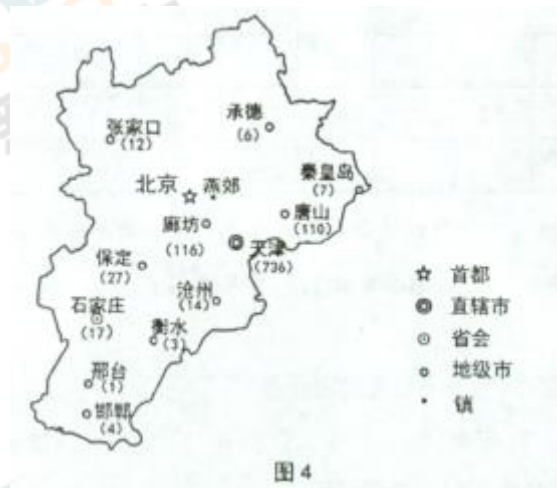 承德
(6)
张家口
(12)
秦皇岛
(7)
北京
燕郊
唐山
(110)
廊坊
(116)
天津
(736)
保定
(27)
沧州
(14)
石家庄
(17)
衡水
(3)
邢台
(1)
邯郸
(4)
首都
直辖市
省会
地级市
镇
图4